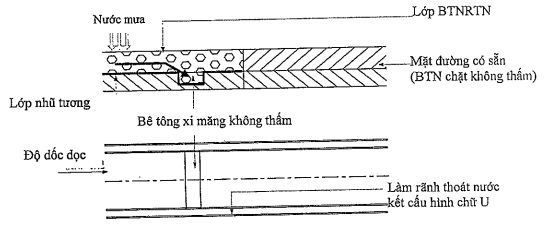 Nước mưa
Lớp BTNRTN
Mặt đường có sẵn
(BTN chặt không thấm)
Lớp nhũ tương
Bê tông xi măng không thấm
Độ dốc dọc
Làm rãnh thoát nước
kết cấu hình chữ U